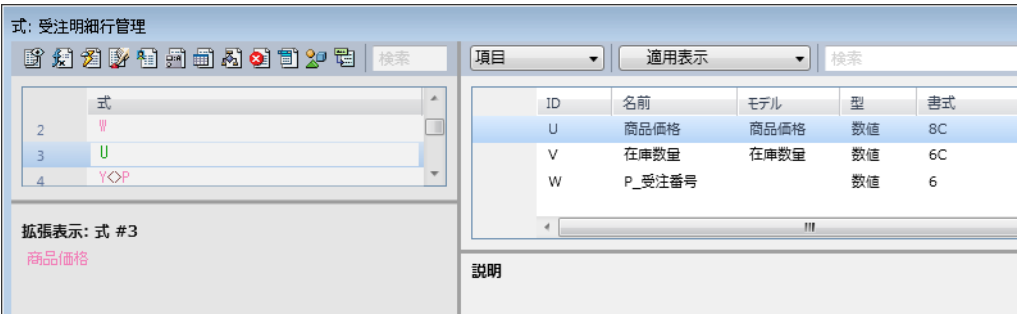 式: 受注明細行管理
検索
項目
適用表示
検索
式
2 W
3 U
4 Y<>P
拡張表示: 式 #3
商品価格
ID 名前 モデル 型 書式
U 商品価格 商品価格 数値 8C
V 在庫数量 在庫数量 数値 6C
W P_受注番号 数値 6
説明